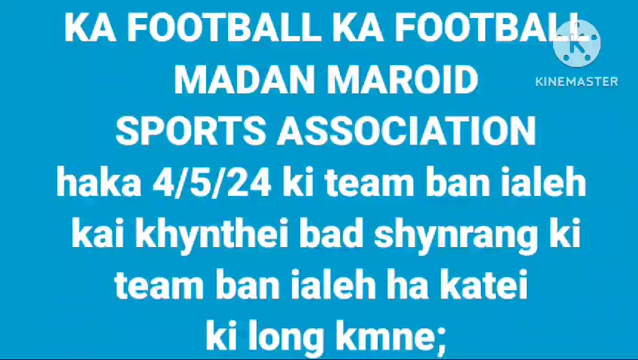 KA FOOTBALL KA FOOTBALL
MADAN MAROID
SPORTS ASSOCIATION
haka 4/5/24 ki team ban ialeh
kai khynthei bad shynrang ki
team ban ialeh ha katei
ki long kmne;
KINEMASTER